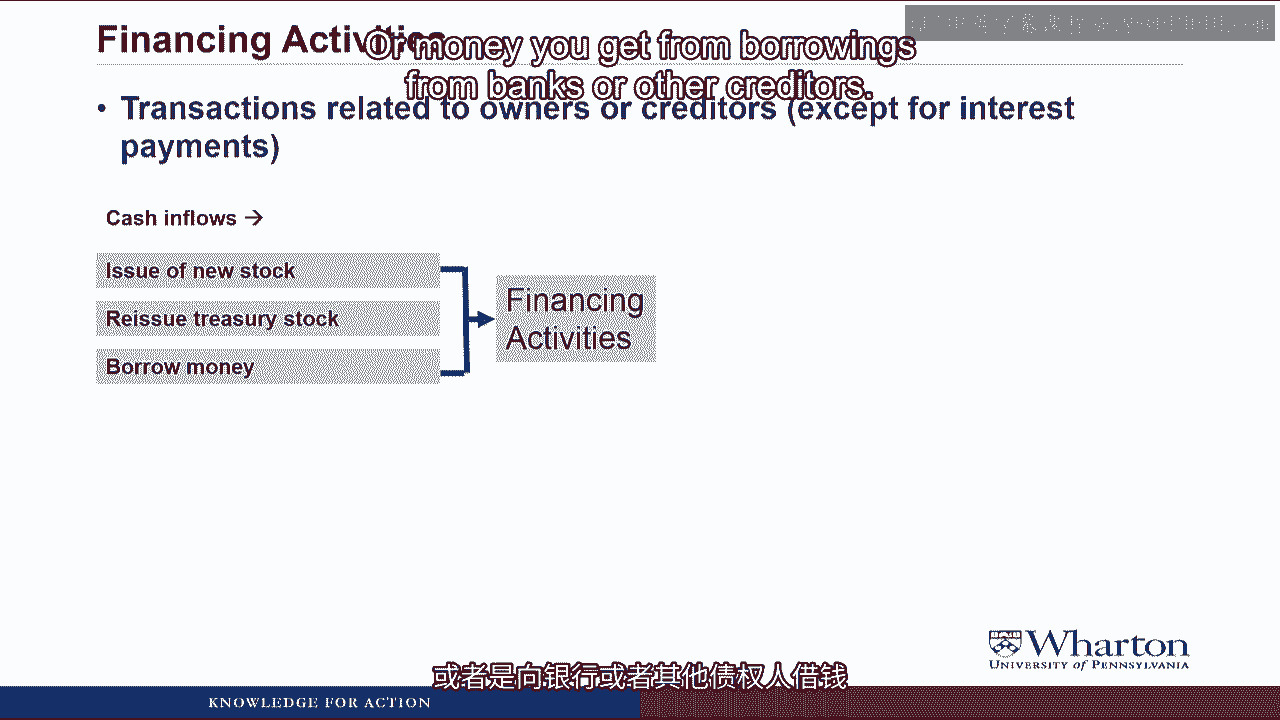 Financing Activities
Or money you get from borrowings
from banks or other creditors.
• Transactions related to owners or creditors (except for interest
payments)
Cash inflows →
Issue of new stock
Reissue treasury stock
Borrow money
Financing
Activities
Wharton
UNIVERSITY of PENNSYLVANIA
或者是向银行或者其他债权人借钱
KNOWLEDGE FOR ACTION